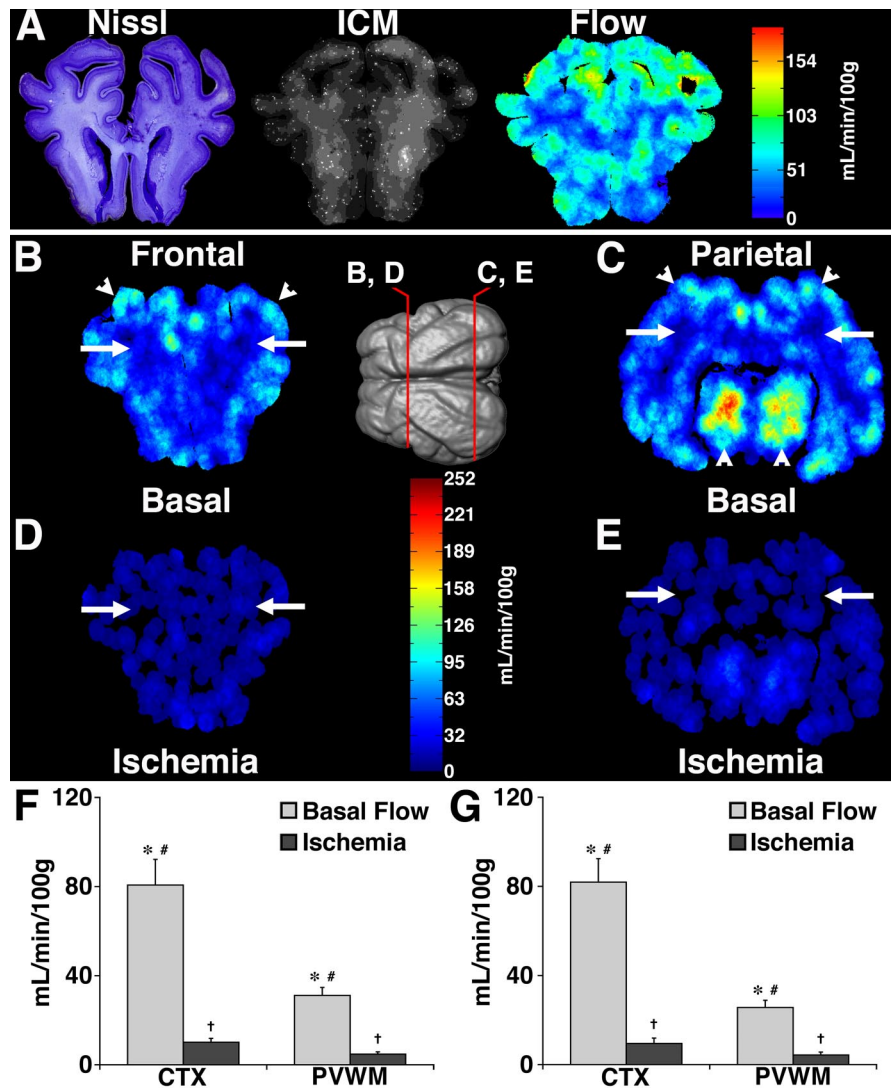 A
Nissl
ICM
Flow
154
103
51
0
mL/min/100g
B
Frontal
B, D
C, E
C
Parietal
Basal
Basal
D
E
252
221
189
158
126
95
63
32
0
mL/min/100g
Ischemia
Ischemia
F
120
80
40
0
mL/min/100g
Basal Flow
Ischemia
* #
†
* #
†
CTX
PVWM
G
120
80
40
0
mL/min/100g
Basal Flow
Ischemia
* #
†
* #
†
CTX
PVWM